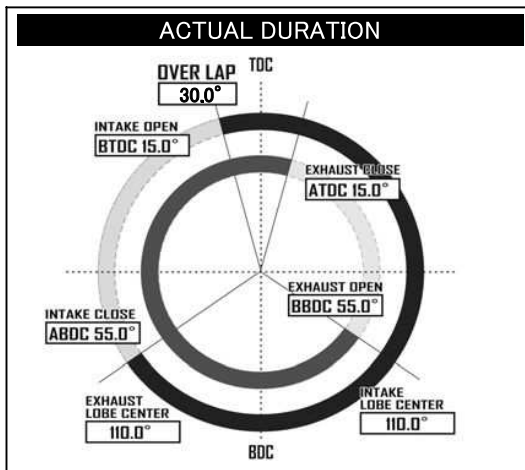 ACTUAL DURATION
TDC
OVER LAP
30.0°
INTAKE OPEN
BTDC 15.0°
EXHAUST CLOSE
ATDC 15.0°
EXHAUST OPEN
BBDC 55.0°
INTAKE CLOSE
ABDC 55.0°
EXHAUST
LOBE CENTER
110.0°
INTAKE
LOBE CENTER
110.0°
BDC